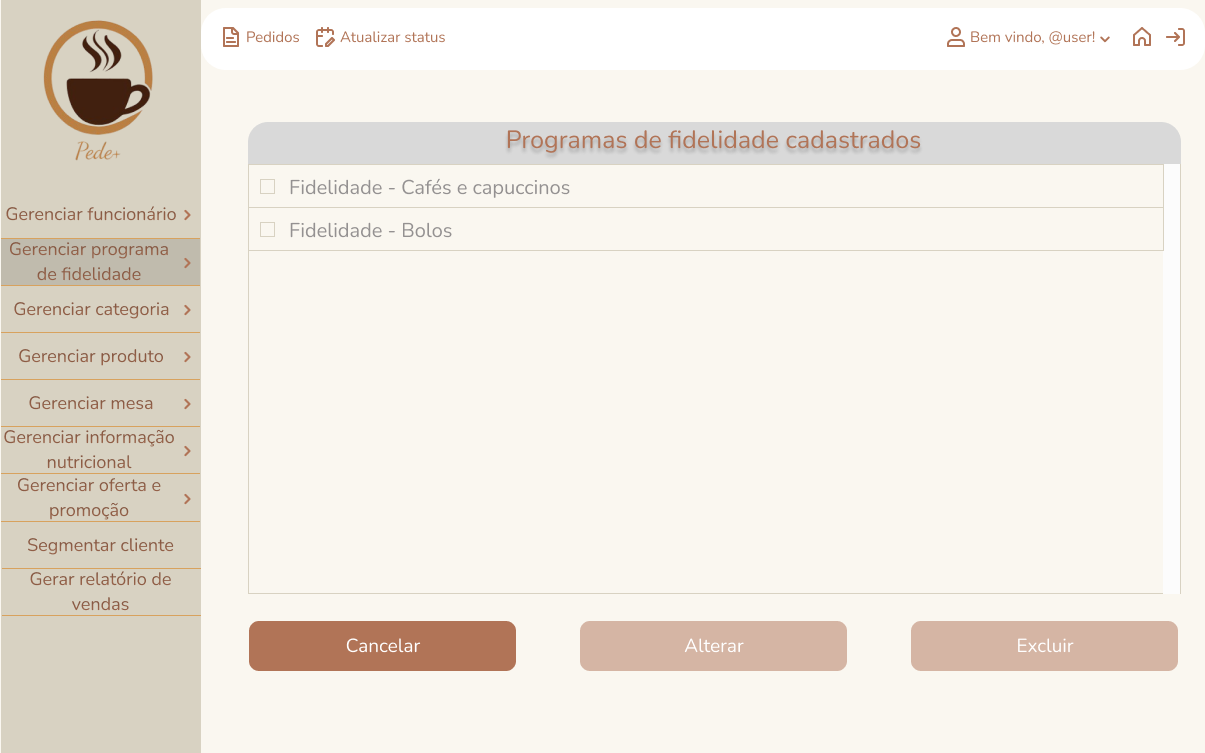 Pede+
Gerenciar funcionário
Gerenciar programa
de fidelidade
Gerenciar categoria
Gerenciar produto
Gerenciar mesa
Gerenciar informação
nutricional
Gerenciar oferta e
promoção
Segmentar cliente
Gerar relatório de
vendas
Pedidos
Atualizar status
Bem vindo, @user!
Programas de fidelidade cadastrados
Fidelidade - Cafés e capuccinos
Fidelidade - Bolos
Cancelar
Alterar
Excluir